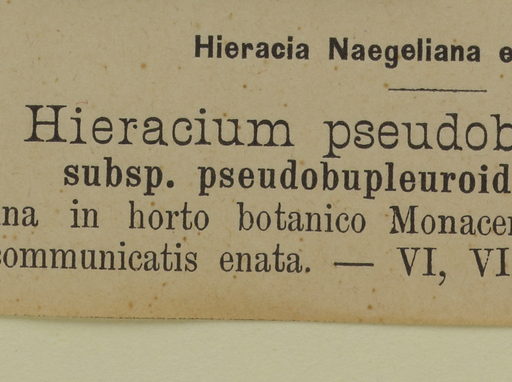 Hieracia Naegeliana e
Hieracium pseudob
subsp. pseudobupleuroid
na in horto botanico Monacen
communicatis enata. — VI, VI